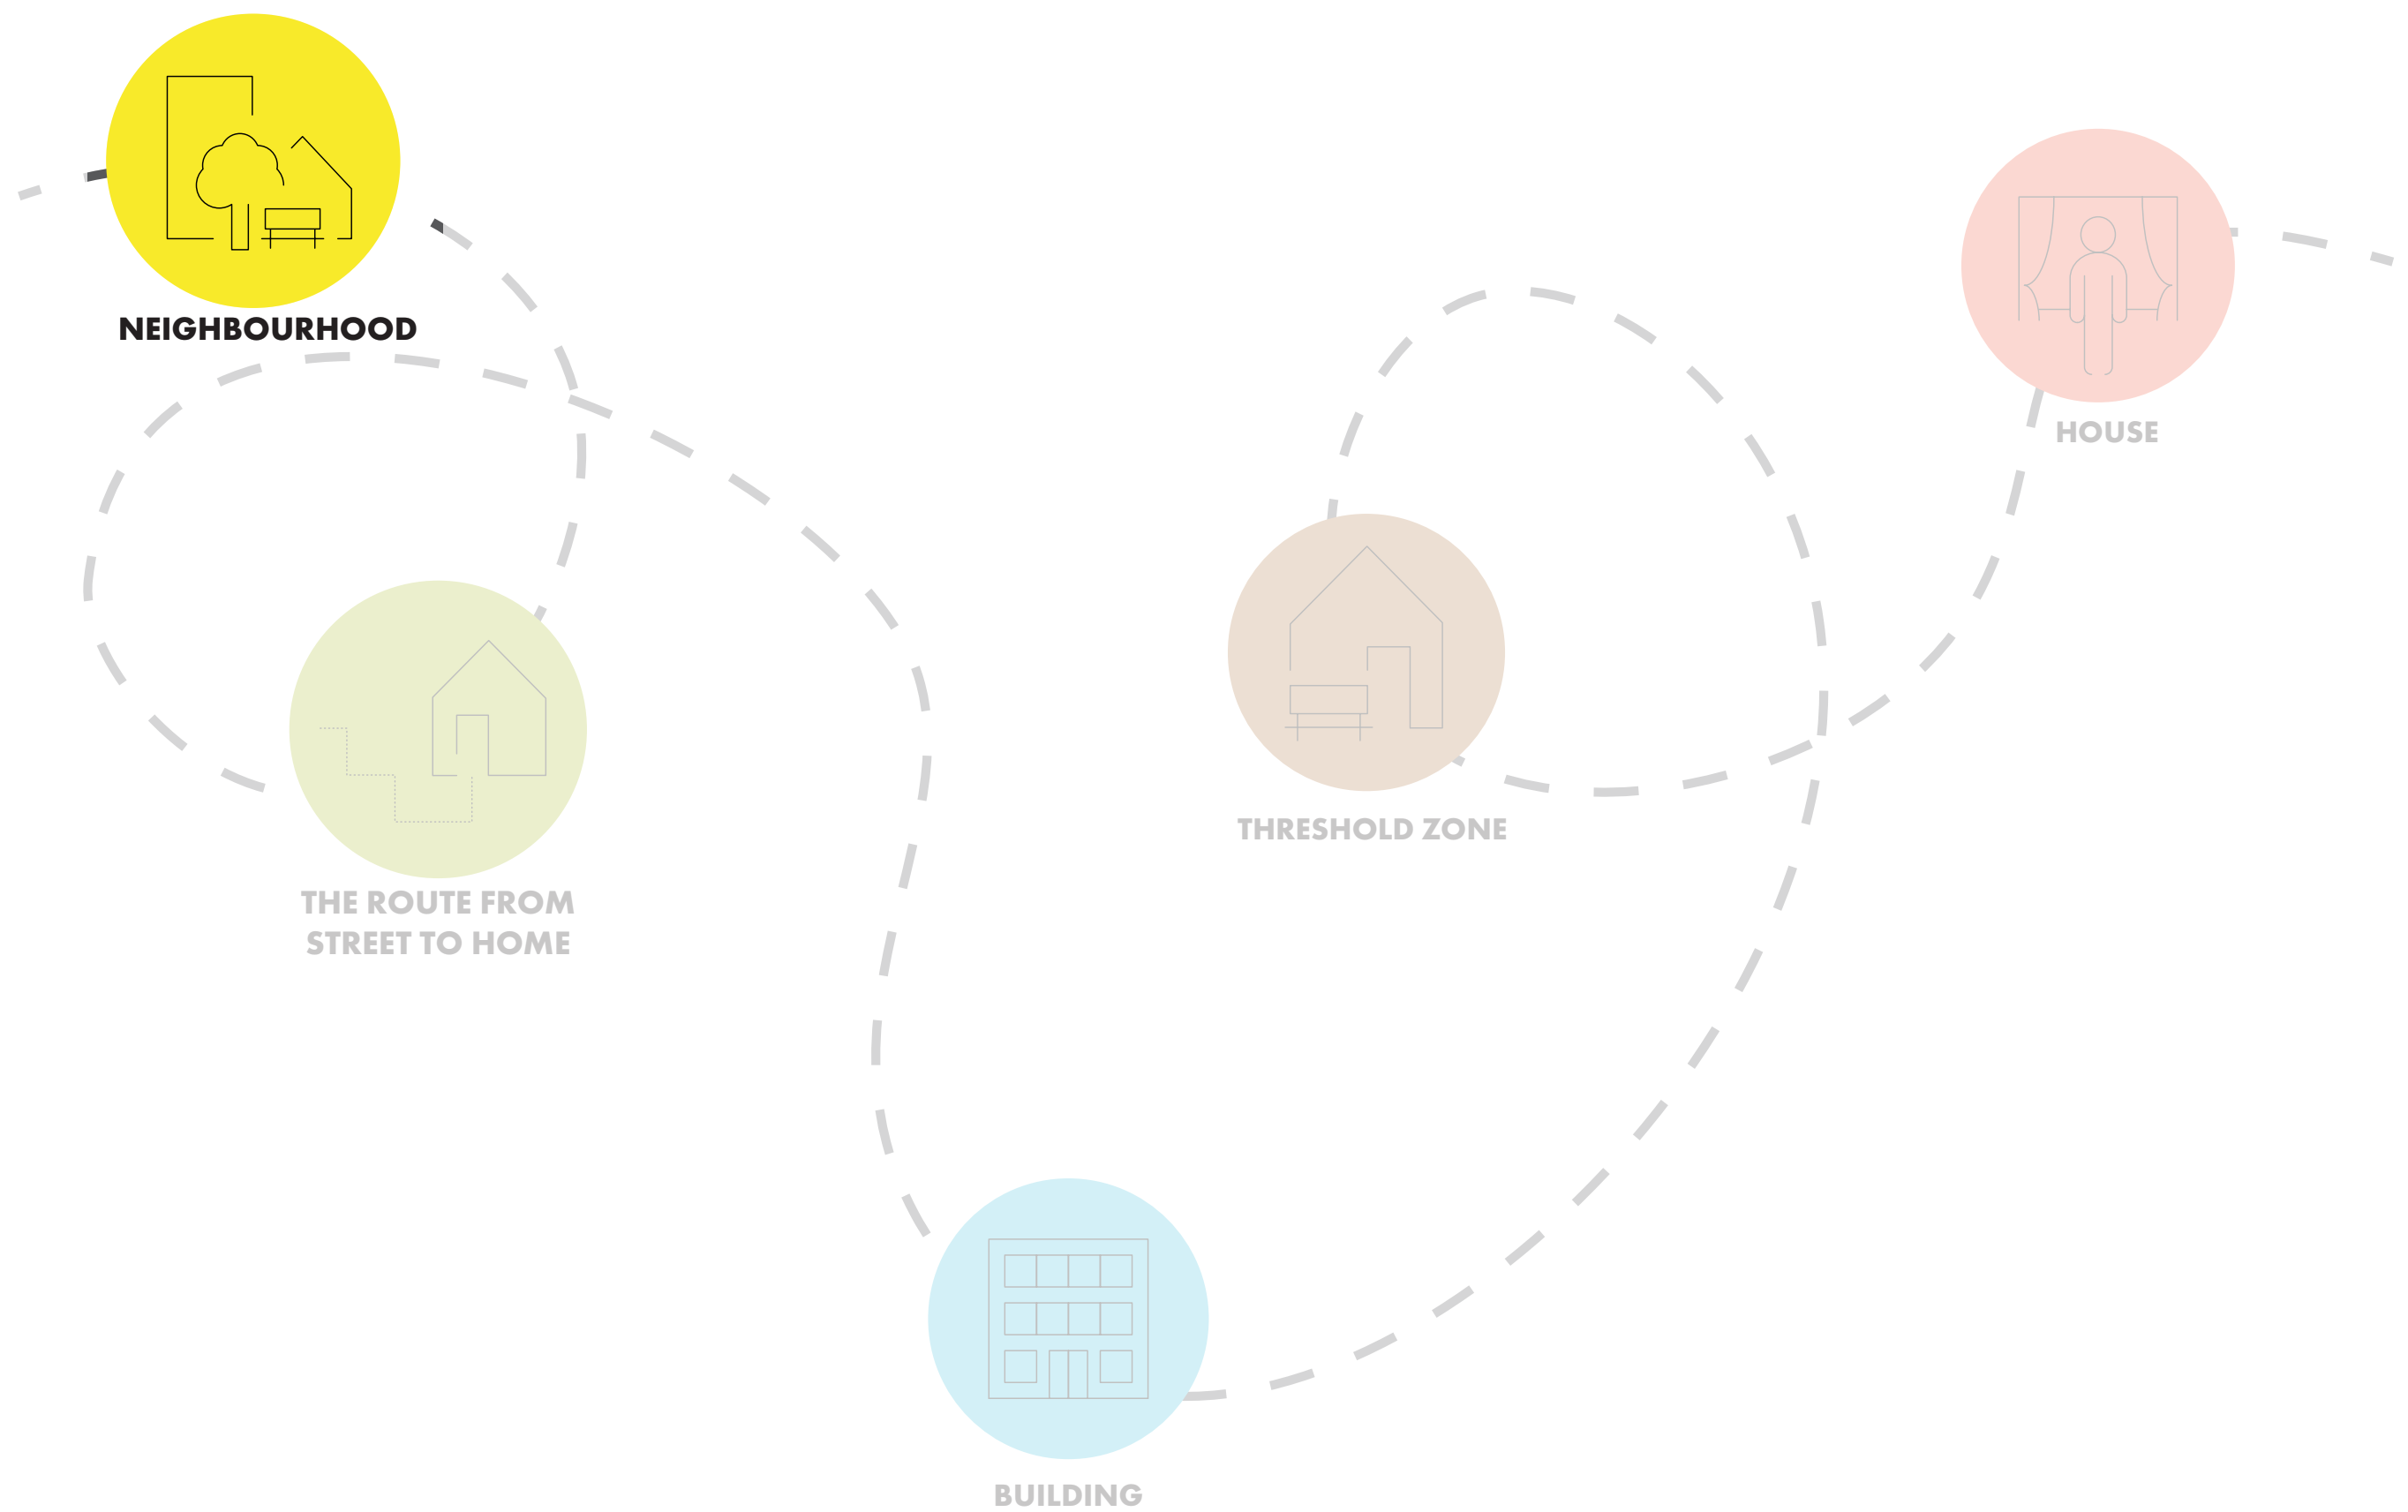 NEIGHBOURHOOD
HOUSE
THRESHOLD ZONE
THE ROUTE FROM
STREET TO HOME
BUILDING